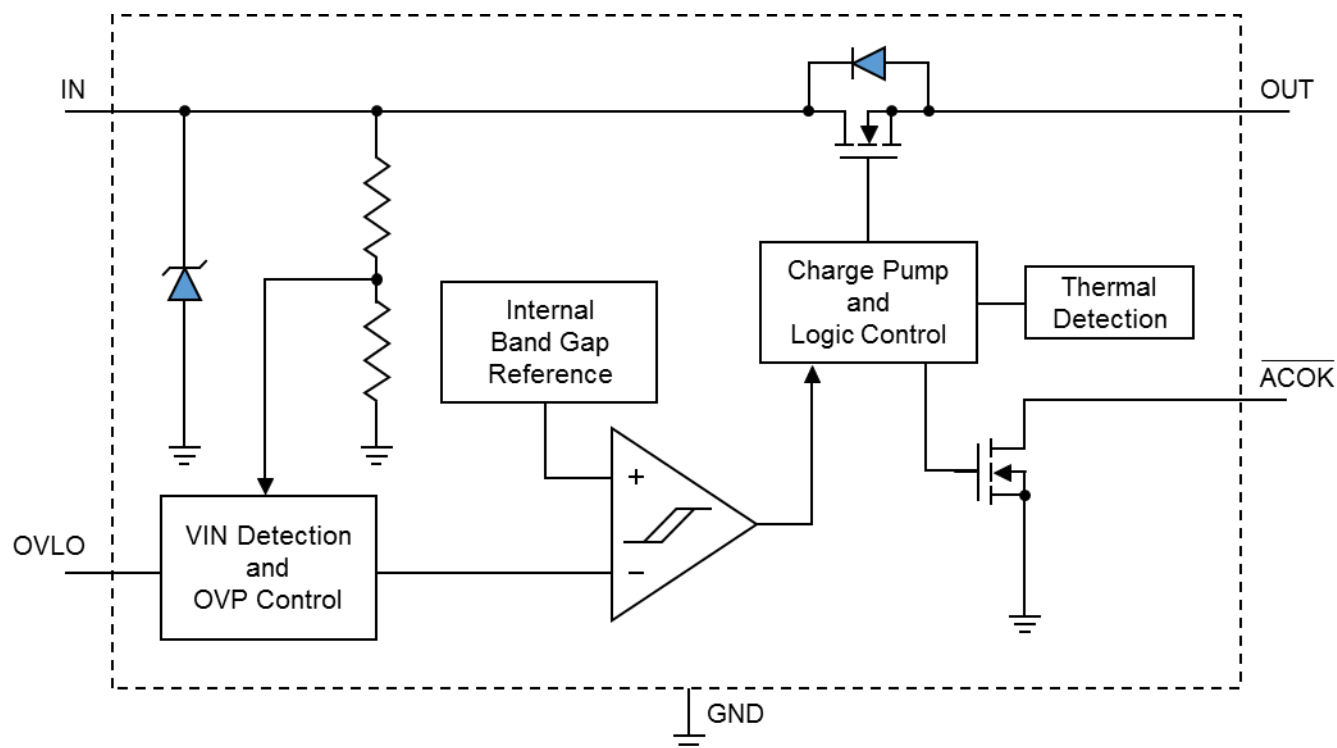 IN
OUT
Charge Pump
and
Logic Control
Thermal
Detection
Internal
Band Gap
Reference
ACOK
+
VIN Detection
and
OVP Control
OVLO
−
GND